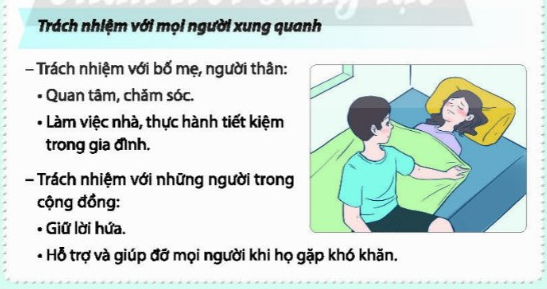 Trách nhiệm với mọi người xung quanh
– Trách nhiệm với bố mẹ, người thân:
• Quan tâm, chăm sóc.
• Làm việc nhà, thực hành tiết kiệm
trong gia đình.
– Trách nhiệm với những người trong
cộng đồng:
• Giữ lời hứa.
• Hỗ trợ và giúp đỡ mọi người khi họ gặp khó khăn.